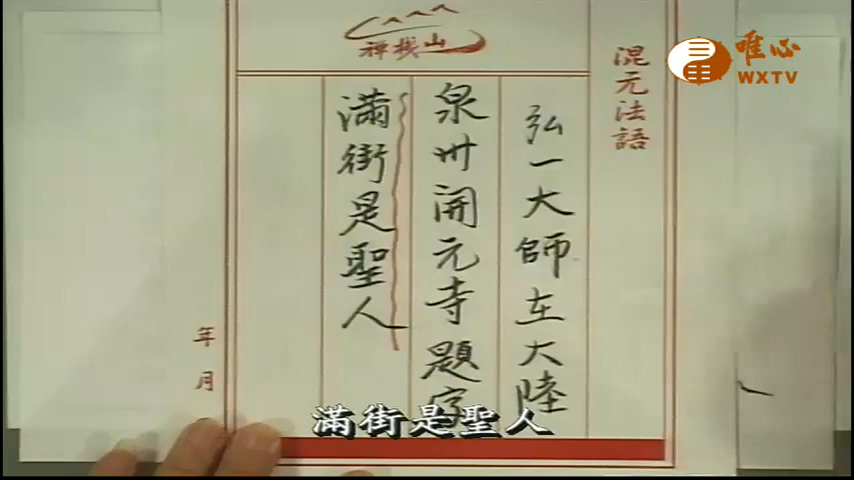 禪機山
唯心
WXTV
混元法語
弘一大師在大陸
泉州開元寺題字
滿街是聖人
年月
滿街是聖人